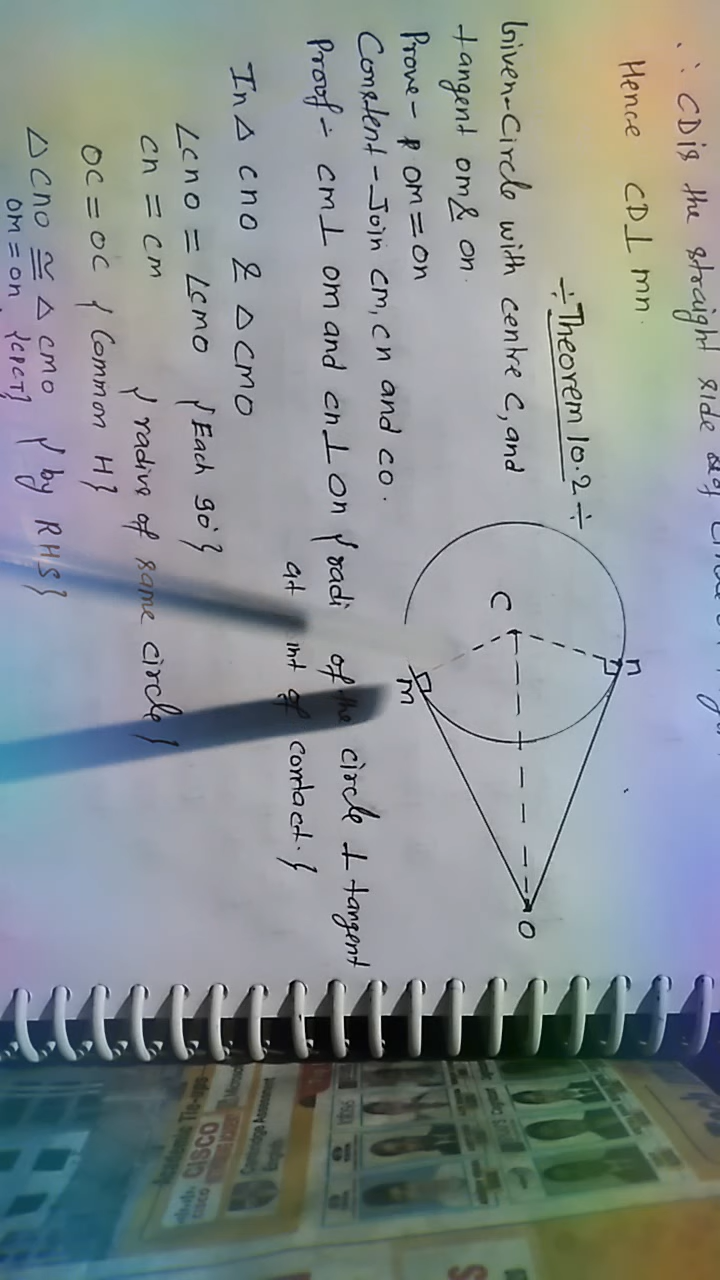 ∴ CD is the straight side
Hence CD⊥mn.
÷ Theorem 10.2 ÷
Given - Circle with centre C, and
tangent om & on.
Prove - om = on
Constent - Join cm, cn and co.
Proof ÷ cm⊥ om and cn⊥on {radi of the circle ⊥ tangent
at of contact.}
In △ cno & △ CMO
∠cno = ∠cmo {Each 90°}
cn = cm {radius of same circle}
OC = OC {Common H}
△ cno ≅ △ cmo {by RHS}
om = on {CPCT}
n
C
m
O
CISCO